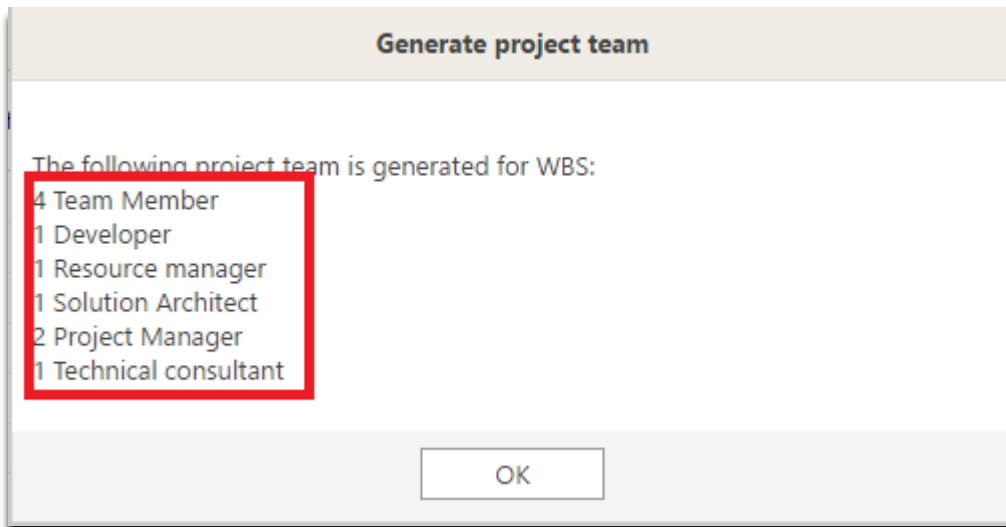 Generate project team
The following project team is generated for WBS:
4 Team Member
1 Developer
1 Resource manager
1 Solution Architect
2 Project Manager
1 Technical consultant
OK